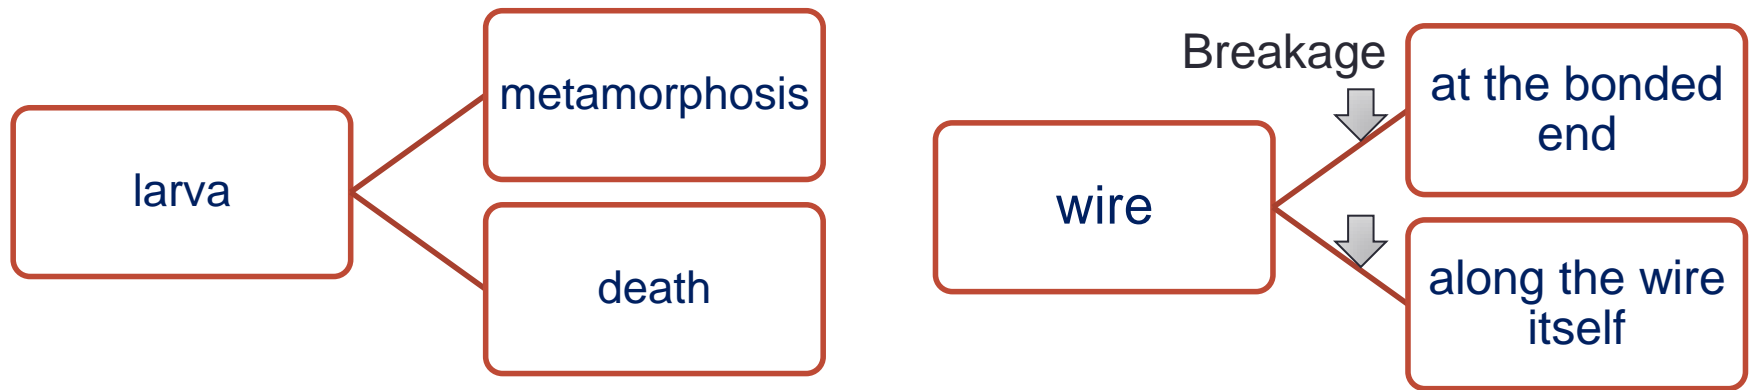 larva
metamorphosis
death
Breakage
wire
at the bonded
end
along the wire
itself